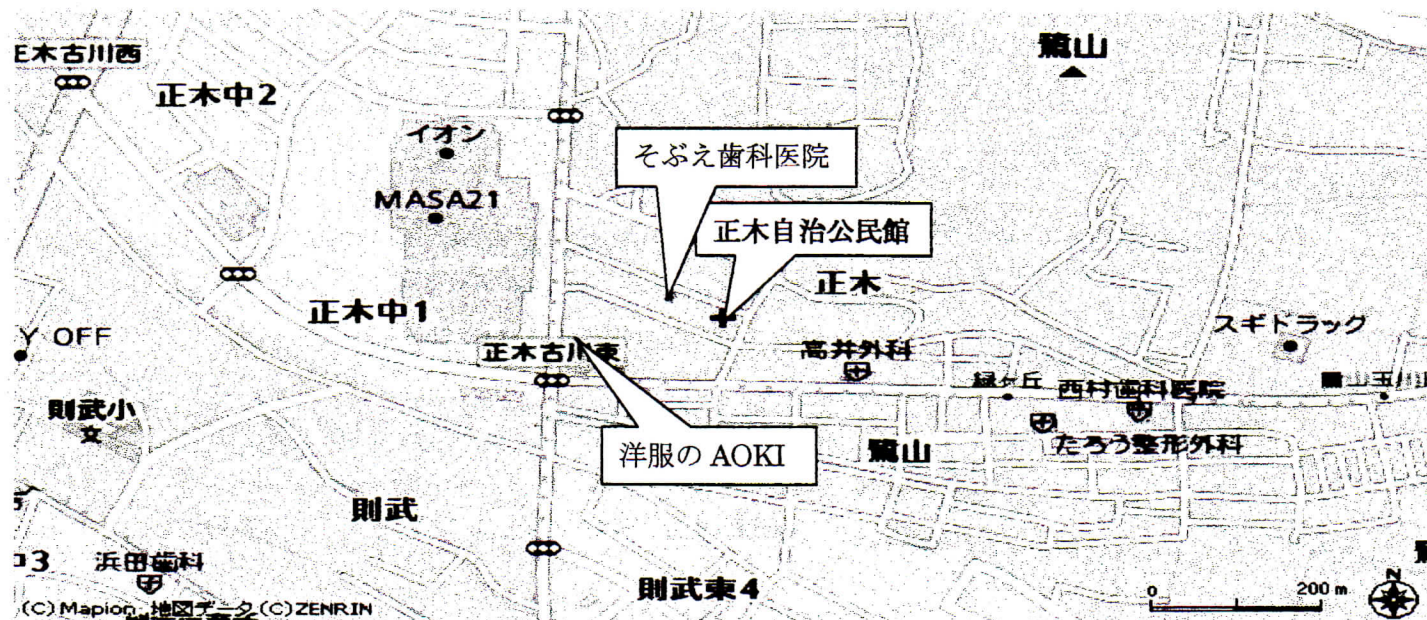 木古川西
鷺山
正木中2
イオン
そぶえ歯科医院
MASA21
正木自治公民館
正木
正木中1
スギドラッグ
Y OFF
正木古川東
高井外科
緑ヶ丘
西村歯科医院
則武小
文
洋服の AOKI
鷺山
たろう整形外科
則武
3
浜田歯科
則武東4
0
200 m
N
(C)Mapion 地図データ(C)ZENRIN